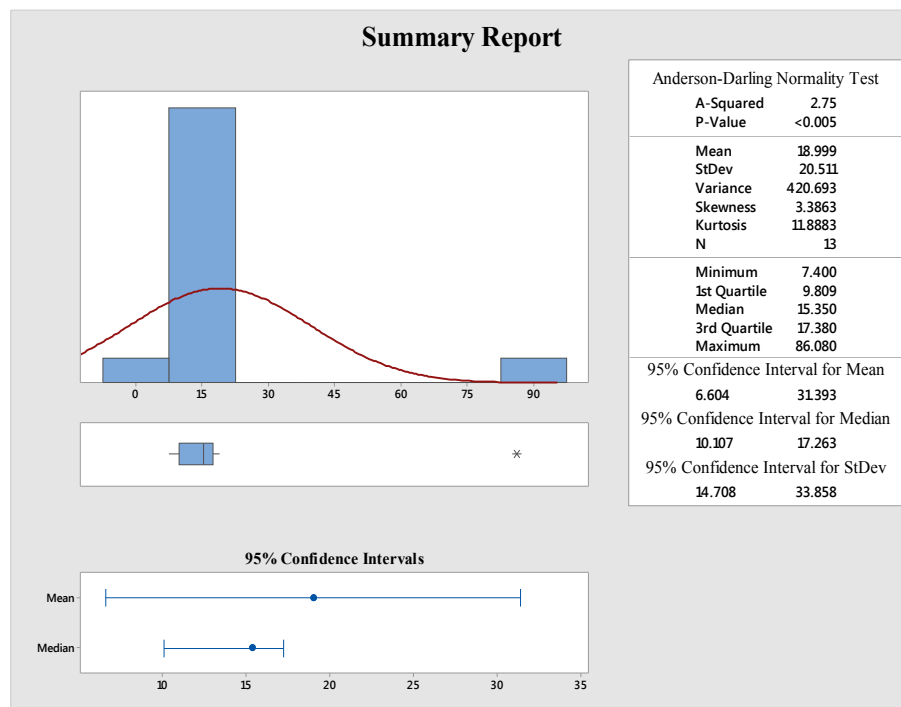 Summary Report
0 15 30 45 60 75 90
95% Confidence Intervals
Mean
Median
10 15 20 25 30 35
Anderson-Darling Normality Test
A-Squared 2.75
P-Value <0.005
Mean 18.999
StDev 20.511
Variance 420.693
Skewness 3.3863
Kurtosis 11.8883
N 13
Minimum 7.400
1st Quartile 9.809
Median 15.350
3rd Quartile 17.380
Maximum 86.080
95% Confidence Interval for Mean
6.604 31.393
95% Confidence Interval for Median
10.107 17.263
95% Confidence Interval for StDev
14.708 33.858